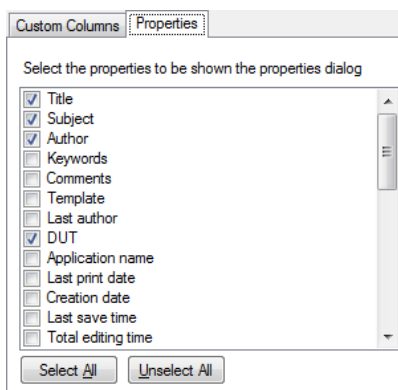 Custom Columns Properties
Select the properties to be shown the properties dialog
Title
Subject
Author
Keywords
Comments
Template
Last author
DUT
Application name
Last print date
Creation date
Last save time
Total editing time
Select All Unselect All